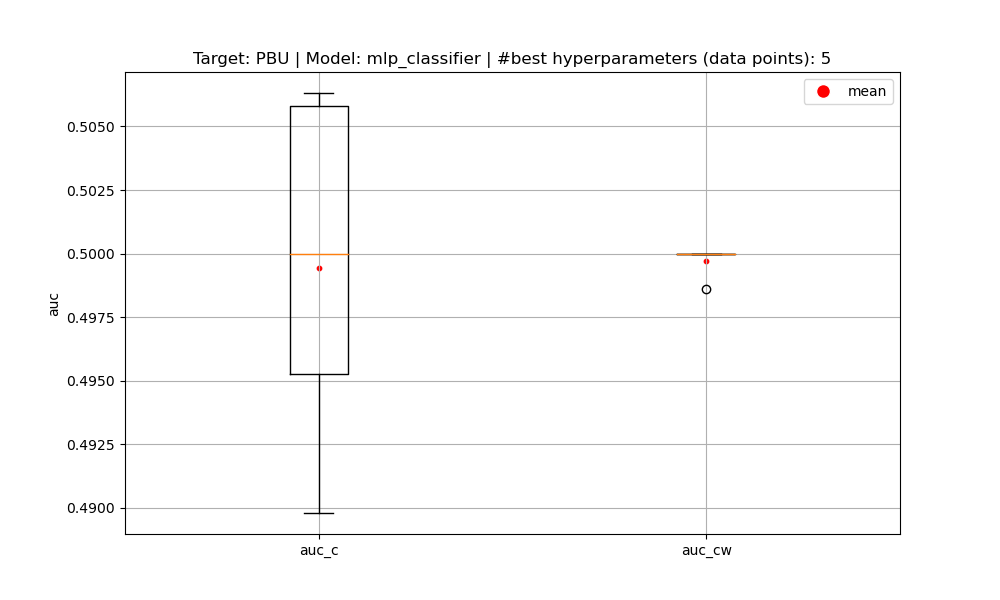 Target: PBU | Model: mlp_classifier | #best hyperparameters (data points): 5
mean
0.5050
0.5025
0.5000
0.4975
0.4950
0.4925
0.4900
auc
auc_c
auc_cw